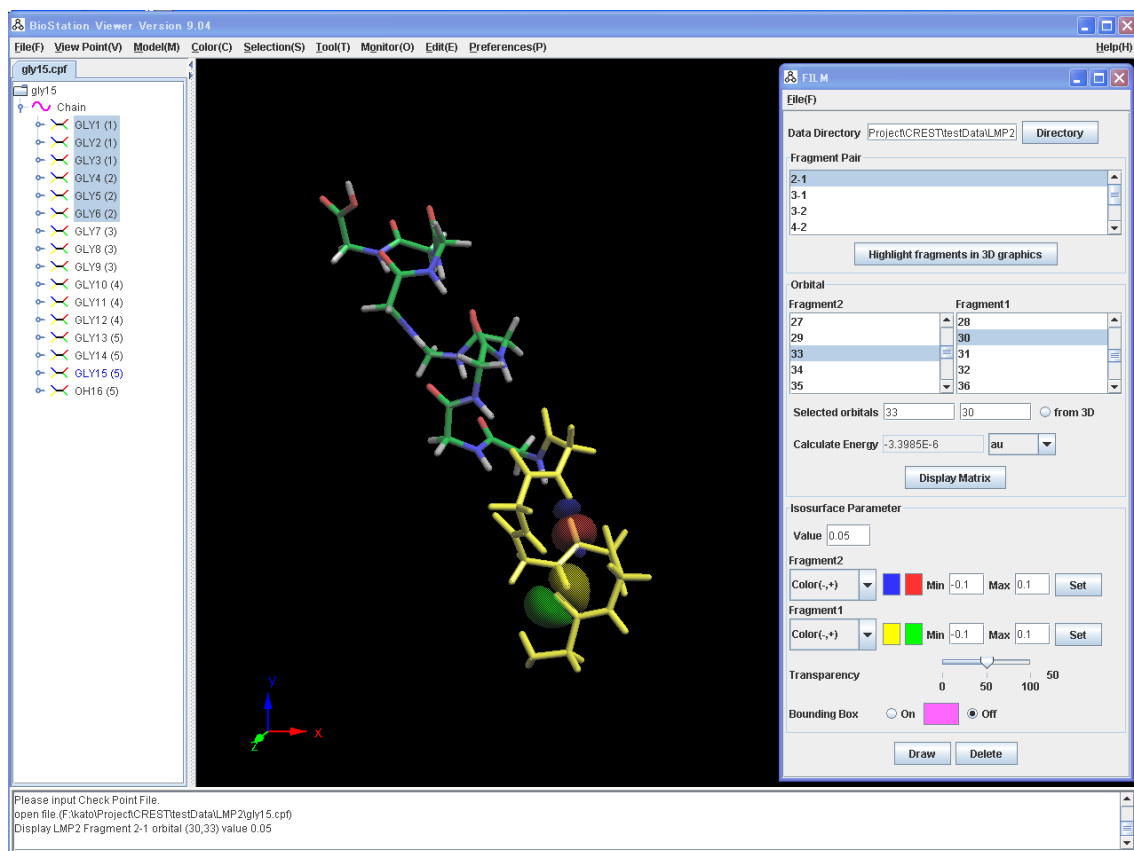 BioStation Viewer Version 9.04
File(F) View Point(V) Model(M) Color(C) Selection(S) Tool(T) Monitor(O) Edit(E) Preferences(P) Help(H)
gly15.cpf
gly15
Chain
GLY1 (1)
GLY2 (1)
GLY3 (1)
GLY4 (2)
GLY5 (2)
GLY6 (2)
GLY7 (3)
GLY8 (3)
GLY9 (3)
GLY10 (4)
GLY11 (4)
GLY12 (4)
GLY13 (5)
GLY14 (5)
GLY15 (5)
OH16 (5)
Y
X
Z
FILM
File(F)
Data Directory Project\CREST\testData\LMP2 Directory
Fragment Pair
2-1
3-1
3-2
4-2
Highlight fragments in 3D graphics
Orbital
Fragment2 Fragment1
27 28
29 30
33 31
34 32
35 36
Selected orbitals 33 30 from 3D
Calculate Energy -3.3985E-6 au
Display Matrix
Isosurface Parameter
Value 0.05
Fragment2
Color(-,+) Min -0.1 Max 0.1 Set
Fragment1
Color(-,+) Min -0.1 Max 0.1 Set
Transparency 50
0 50 100
Bounding Box On Off
Draw Delete
Please input Check Point File.
open file.(F:\kato\Project\CREST\testData\LMP2\gly15.cpf)
Display LMP2 Fragment 2-1 orbital (30,33) value 0.05